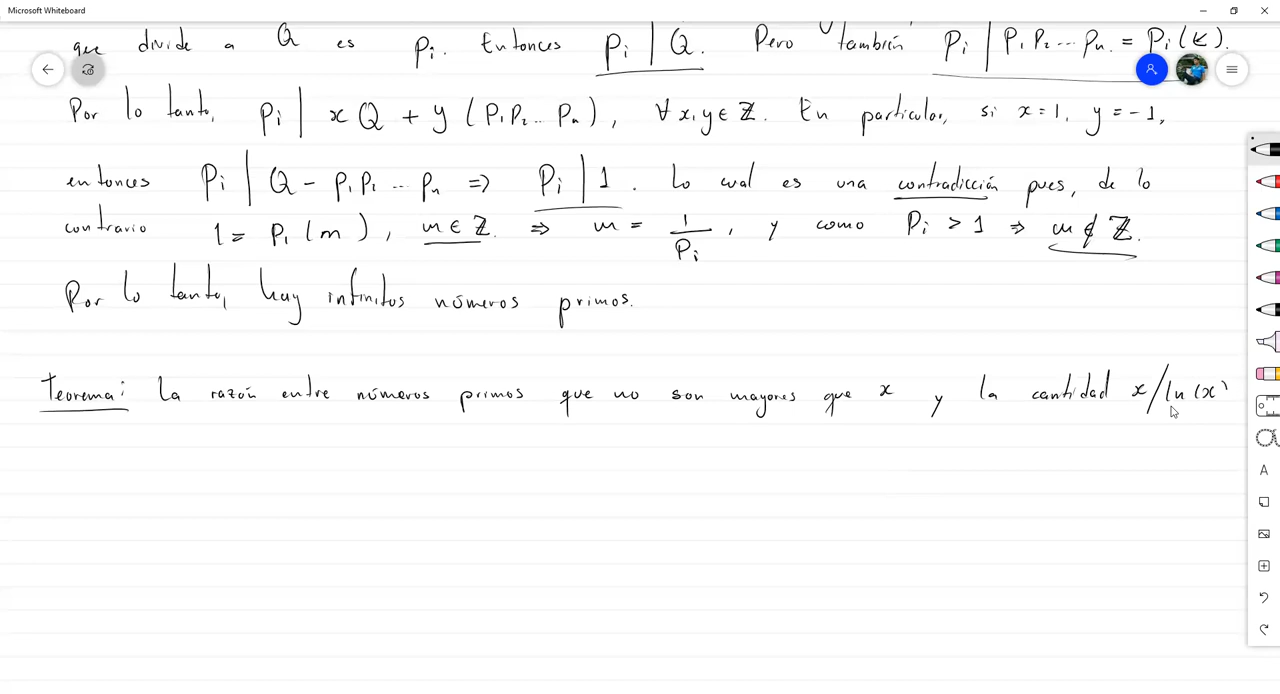 Microsoft Whiteboard
que divide a Q es Pi. Entonces Pi | Q. Pero también Pi | P1 P2 ... Pn. = Pi (K).
Por lo tanto, Pi | x Q + y (P1 P2 ... Pn), ∀ x, y ∈ Z. En particular, si x = 1, y = -1,
entonces Pi | Q - P1 P2 ... Pn => Pi | 1. Lo cual es una contradicción pues, de lo
contrario 1 = Pi (m), m ∈ Z. => m = 1/Pi, y como Pi > 1 => m ∉ Z.
Por lo tanto, hay infinitos números primos.
Teorema: La razón entre números primos que no son mayores que x y la cantidad x/ln(x)